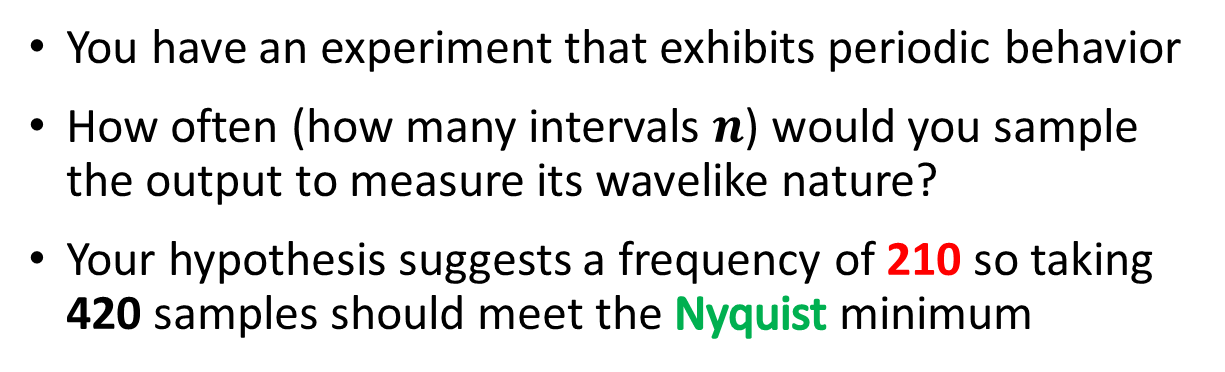 • You have an experiment that exhibits periodic behavior
• How often (how many intervals n) would you sample
the output to measure its wavelike nature?
• Your hypothesis suggests a frequency of 210 so taking
420 samples should meet the Nyquist minimum